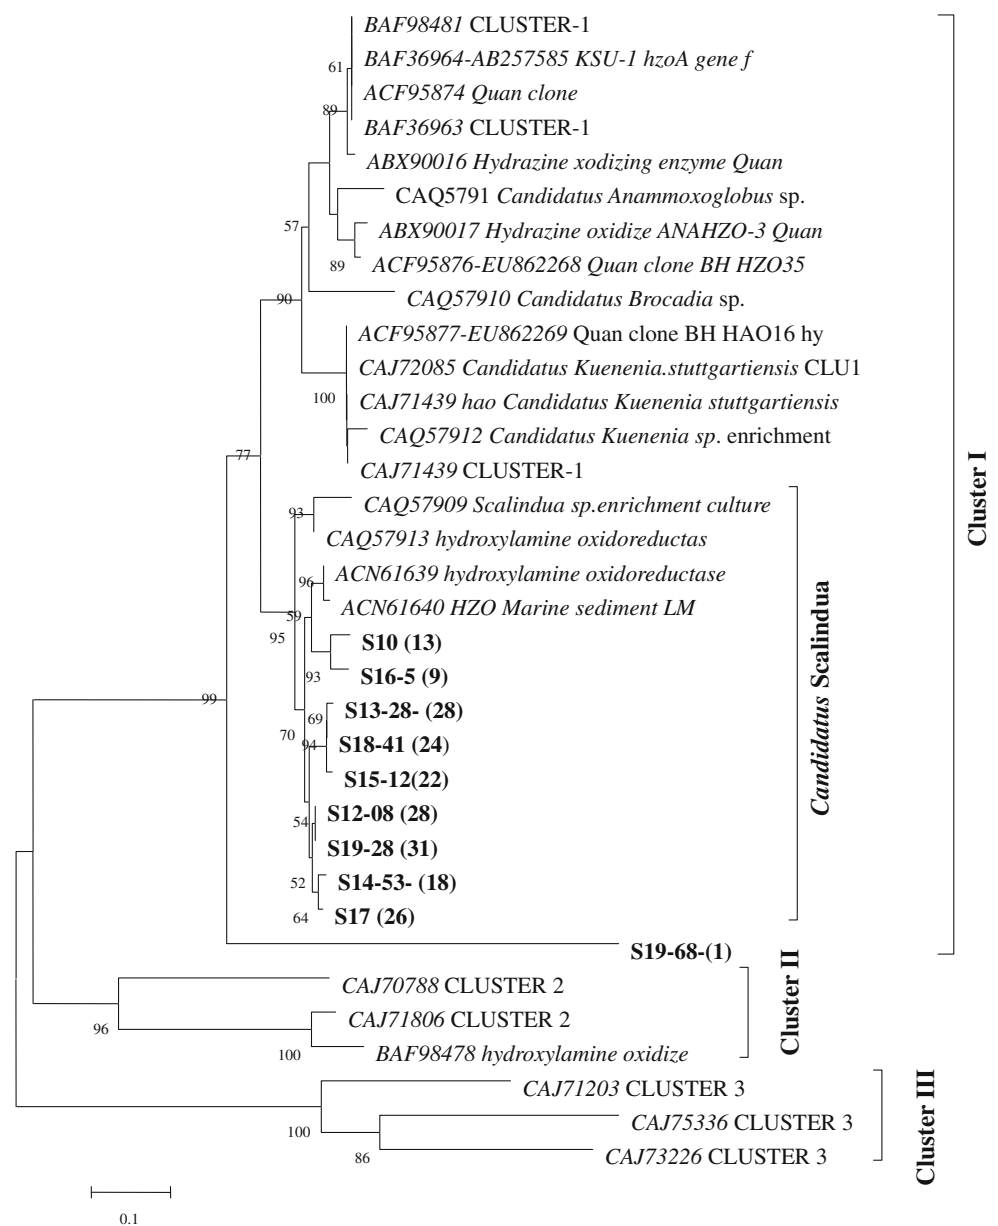 BAF98481 CLUSTER-1
BAF36964-AB257585 KSU-1 hzoA gene f
61
ACF95874 Quan clone
89
BAF36963 CLUSTER-1
ABX90016 Hydrazine xodizing enzyme Quan
CAQ5791 Candidatus Anammoxoglobus sp.
57
ABX90017 Hydrazine oxidize ANAHZO-3 Quan
89
ACF95876-EU862268 Quan clone BH HZO35
90
CAQ57910 Candidatus Brocadia sp.
ACF95877-EU862269 Quan clone BH HAO16 hy
CAJ72085 Candidatus Kuenenia.stuttgartiensis CLU1
100
CAJ71439 hao Candidatus Kuenenia stuttgartiensis
CAQ57912 Candidatus Kuenenia sp. enrichment
77
CAJ71439 CLUSTER-1
Cluster I
CAQ57909 Scalindua sp.enrichment culture
93
CAQ57913 hydroxylamine oxidoreductas
ACN61639 hydroxylamine oxidoreductase
96
ACN61640 HZO Marine sediment LM
59
95
S10 (13)
93
S16-5 (9)
Candidatus Scalindua
99
S13-28- (28)
69
70
94
S18-41 (24)
S15-12(22)
S12-08 (28)
54
S19-28 (31)
52
S14-53- (18)
64
S17 (26)
S19-68-(1)
CAJ70788 CLUSTER 2
Cluster II
96
CAJ71806 CLUSTER 2
100
BAF98478 hydroxylamine oxidize
CAJ71203 CLUSTER 3
100
CAJ75336 CLUSTER 3
Cluster III
86
CAJ73226 CLUSTER 3
0.1